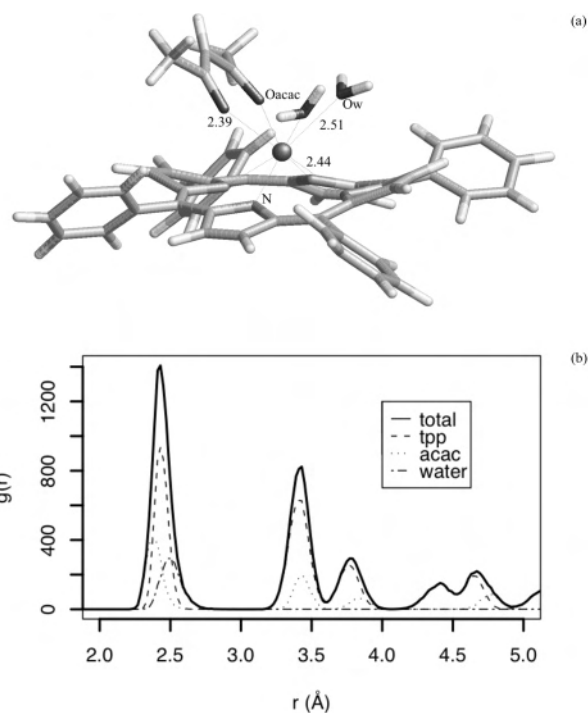 (a)
Oacac
Ow
2.39
2.51
2.44
N
(b)
g(r)
0 400 800 1200
total
tpp
acac
water
2.0 2.5 3.0 3.5 4.0 4.5 5.0
r (Å)